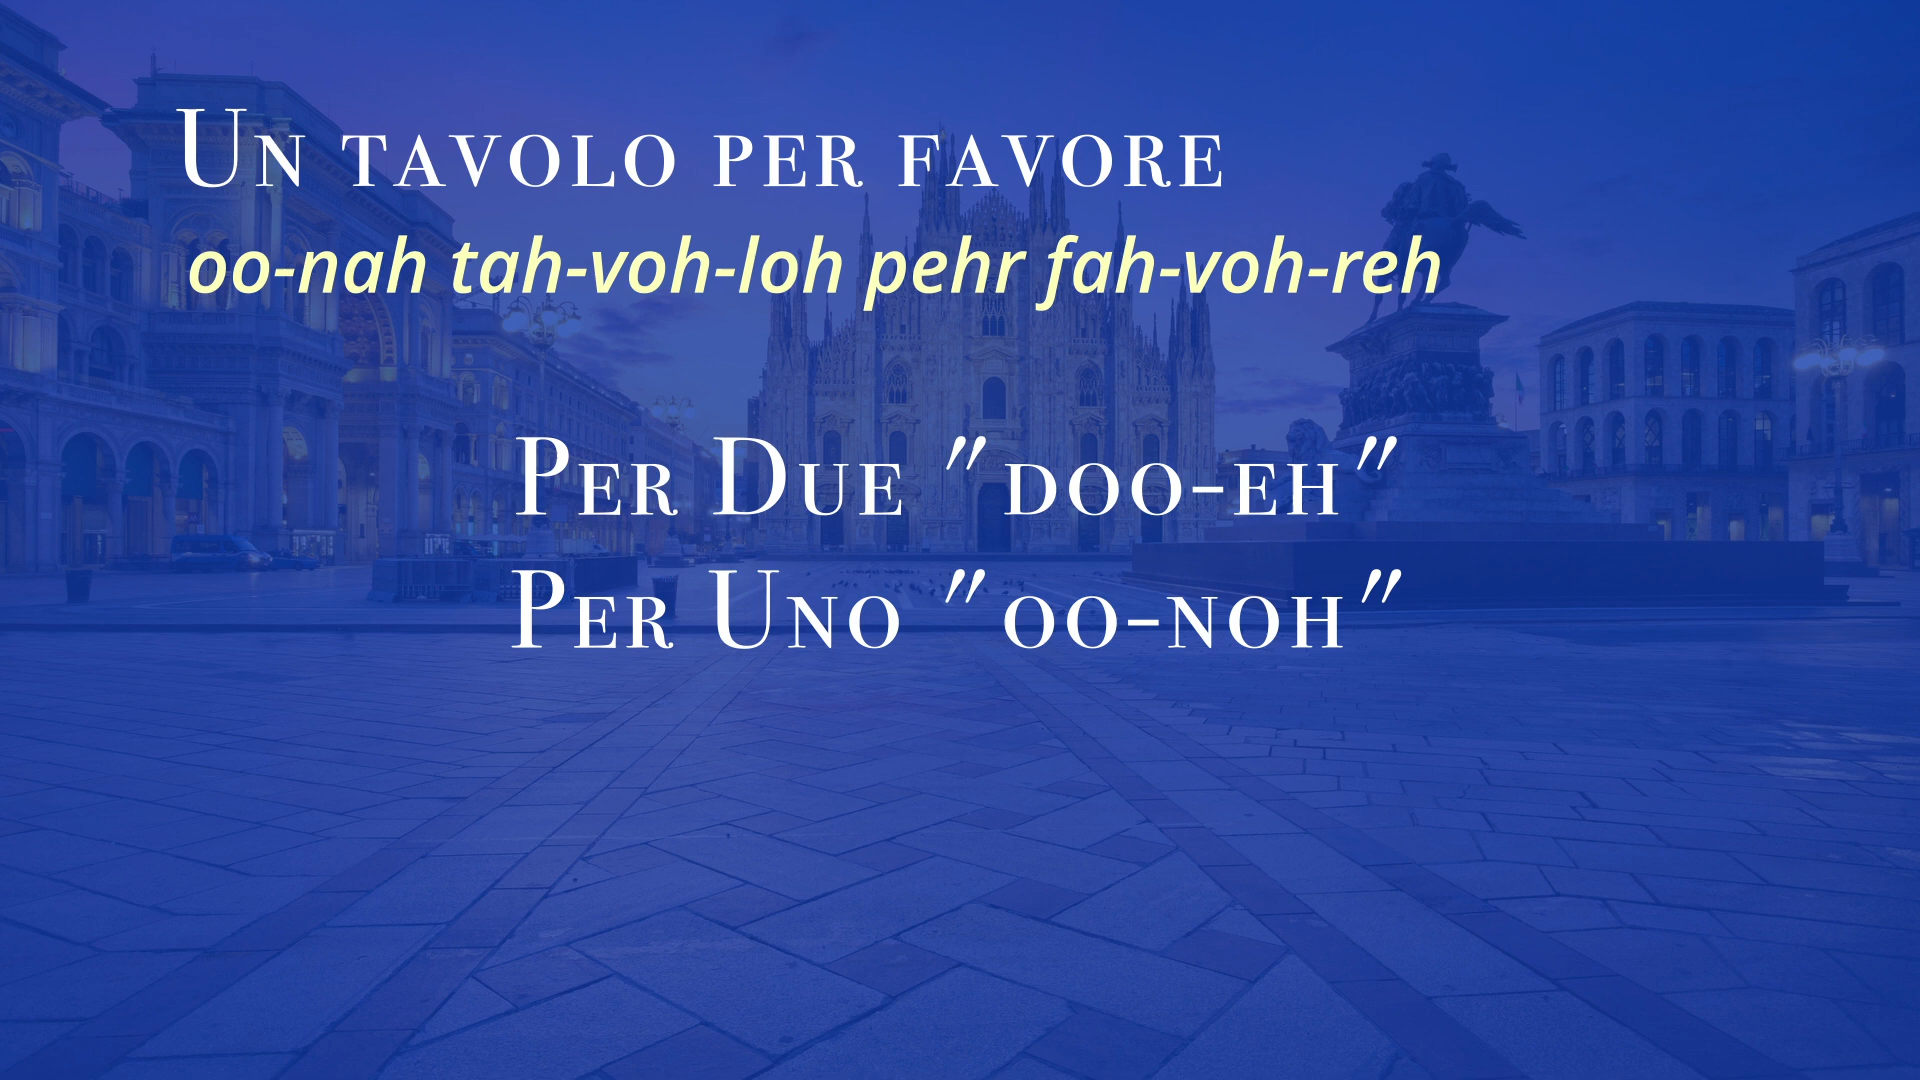 Un tavolo per favore
oo-nah tah-voh-loh pehr fah-voh-reh
Per Due "doo-eh"
Per Uno "oo-noh"